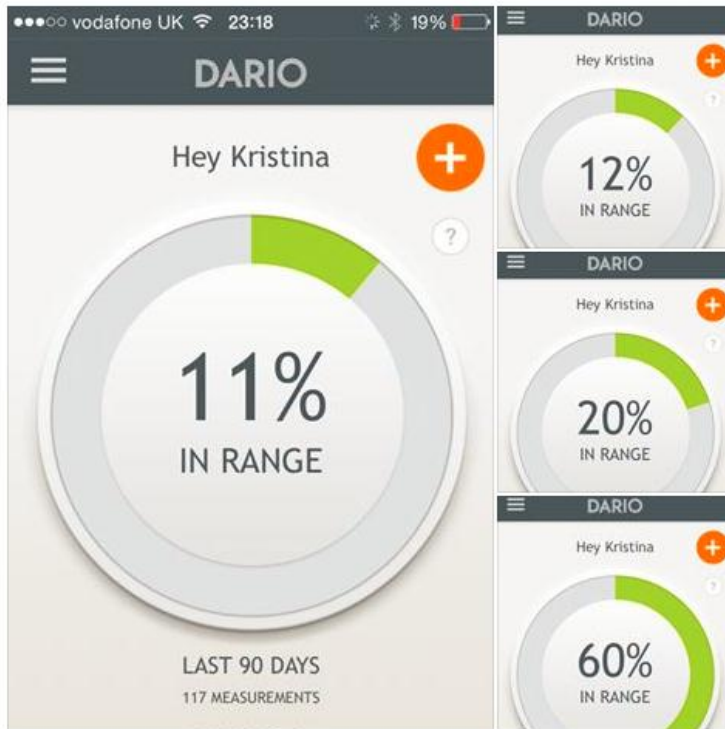 vodafone UK 23:18 19%
DARIO
Hey Kristina
+
?
11%
IN RANGE
LAST 90 DAYS
117 MEASUREMENTS
DARIO
Hey Kristina
+
?
12%
IN RANGE
DARIO
Hey Kristina
+
?
20%
IN RANGE
DARIO
Hey Kristina
+
?
60%
IN RANGE